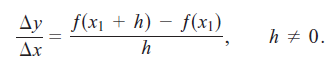 Δy/Δx = f(x₁ + h) − f(x₁)/h, h ≠ 0.